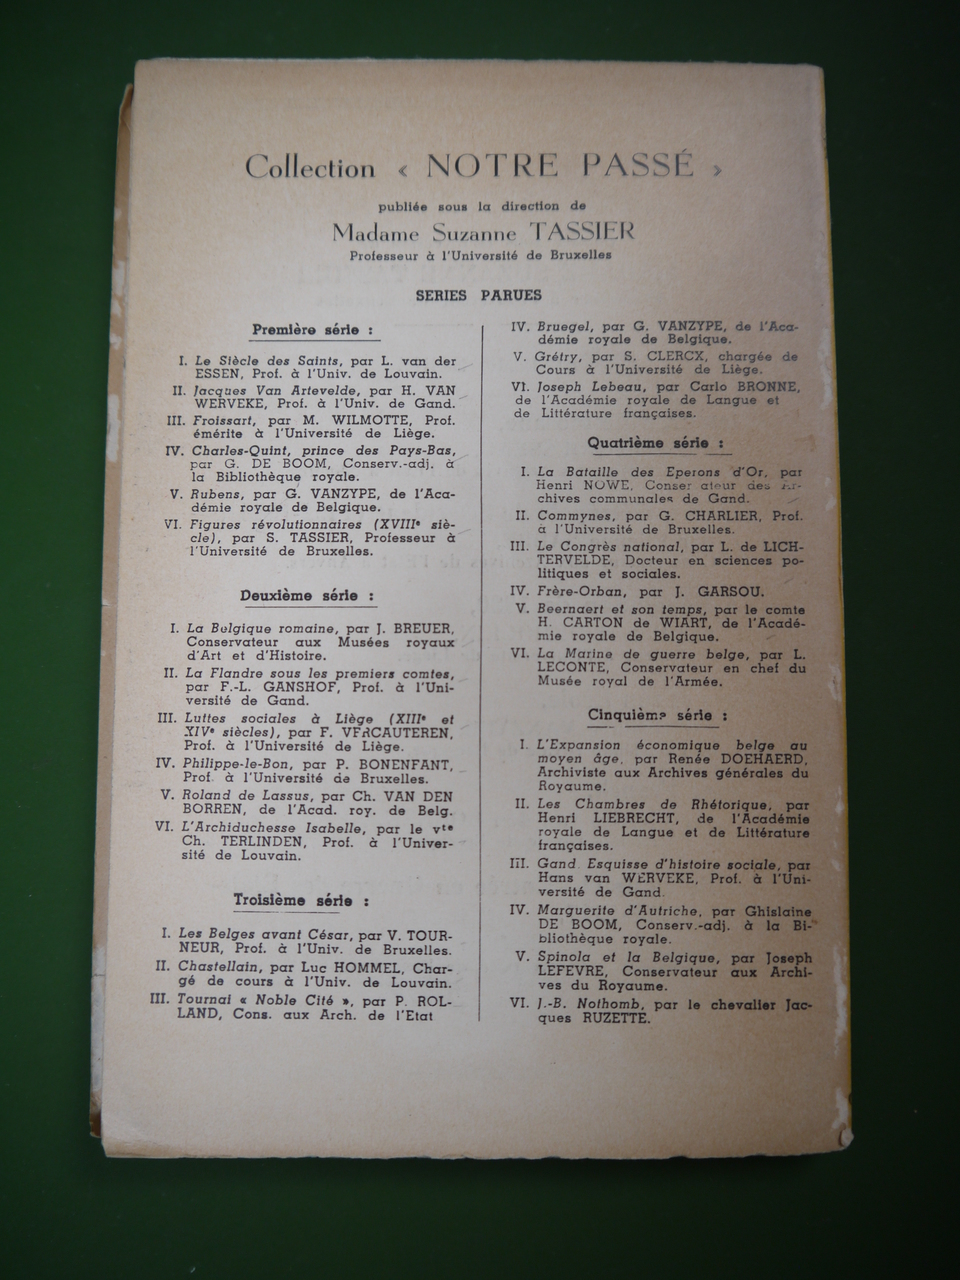 Collection « NOTRE PASSÉ »
publiée sous la direction de
Madame Suzanne TASSIER
Professeur à l'Université de Bruxelles
SERIES PARUES
Première série :
I. Le Siècle des Saints, par L. van der
ESSEN, Prof. à l'Univ. de Louvain.
II. Jacques Van Artevelde, par H. VAN
WERVEKE, Prof. à l'Univ. de Gand.
III. Froissart, par M. WILMOTTE, Prof.
émérite à l'Université de Liège.
IV. Charles-Quint, prince des Pays-Bas,
par G. DE BOOM, Conserv.-adj. à
la Bibliothèque royale.
V. Rubens, par G. VANZYPE, de l'Aca-
démie royale de Belgique.
VI. Figures révolutionnaires (XVIIIe siè-
cle), par S. TASSIER, Professeur à
l'Université de Bruxelles.
Deuxième série :
I. La Belgique romaine, par J. BREUER,
Conservateur aux Musées royaux
d'Art et d'Histoire.
II. La Flandre sous les premiers comtes,
par F.-L. GANSHOF, Prof. à l'Uni-
versité de Gand.
III. Luttes sociales à Liège (XIIIe et
XIVe siècles), par F. VERCAUTEREN,
Prof. à l'Université de Liège.
IV. Philippe-le-Bon, par P. BONENFANT,
Prof. à l'Université de Bruxelles.
V. Roland de Lassus, par Ch. VAN DEN
BORREN, de l'Acad. roy. de Belg.
VI. L'Archiduchesse Isabelle, par le vte
Ch. TERLINDEN, Prof. à l'Univer-
sité de Louvain.
Troisième série :
I. Les Belges avant César, par V. TOUR-
NEUR, Prof. à l'Univ. de Bruxelles.
II. Chastellain, par Luc HOMMEL, Char-
gé de cours à l'Univ. de Louvain.
III. Tournai « Noble Cité », par P. ROL-
LAND, Cons. aux Arch. de l'Etat
IV. Bruegel, par G. VANZYPE, de l'Aca-
démie royale de Belgique.
V. Grétry, par S. CLERCX, chargée de
Cours à l'Université de Liège.
VI. Joseph Lebeau, par Carlo BRONNE,
de l'Académie royale de Langue et
de Littérature françaises.
Quatrième série :
I. La Bataille des Eperons d'Or, par
Henri NOWE, Conservateur des Ar-
chives communales de Gand.
II. Commynes, par G. CHARLIER, Prof.
à l'Université de Bruxelles.
III. Le Congrès national, par L. de LICH-
TERVELDE, Docteur en sciences po-
litiques et sociales.
IV. Frère-Orban, par J. GARSOU.
V. Beernaert et son temps, par le comte
H. CARTON de WIART, de l'Acadé-
mie royale de Belgique.
VI. La Marine de guerre belge, par L.
LECONTE, Conservateur en chef du
Musée royal de l'Armée.
Cinquième série :
I. L'Expansion économique belge au
moyen âge, par Renée DOEHAERD,
Archiviste aux Archives générales du
Royaume.
II. Les Chambres de Rhétorique, par
Henri LIEBRECHT, de l'Académie
royale de Langue et de Littérature
françaises.
III. Gand. Esquisse d'histoire sociale, par
Hans van WERVEKE, Prof. à l'Uni-
versité de Gand.
IV. Marguerite d'Autriche, par Ghislaine
DE BOOM, Conserv.-adj. à la Bi-
bliothèque royale.
V. Spinola et la Belgique, par Joseph
LEFEVRE, Conservateur aux Archi-
ves du Royaume.
VI. J.-B. Nothomb, par le chevalier Jac-
ques RUZETTE.